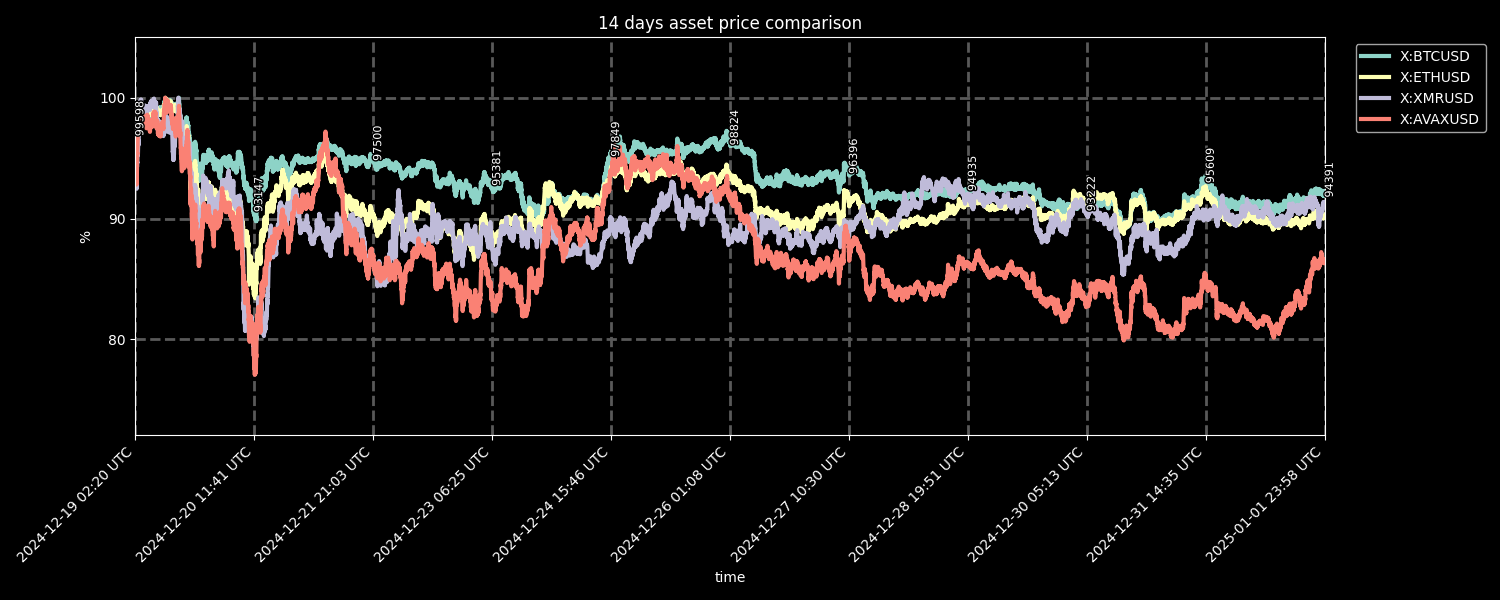 14 days asset price comparison
X:BTCUSD
X:ETHUSD
X:XMRUSD
X:AVAXUSD
100
90
80
%
99598
93147
97500
95381
97849
98824
96396
94935
93222
95609
94391
2024-12-19 02:20 UTC
2024-12-20 11:41 UTC
2024-12-21 21:03 UTC
2024-12-23 06:25 UTC
2024-12-24 15:46 UTC
2024-12-26 01:08 UTC
2024-12-27 10:30 UTC
2024-12-28 19:51 UTC
2024-12-30 05:13 UTC
2024-12-31 14:35 UTC
2025-01-01 23:58 UTC
time